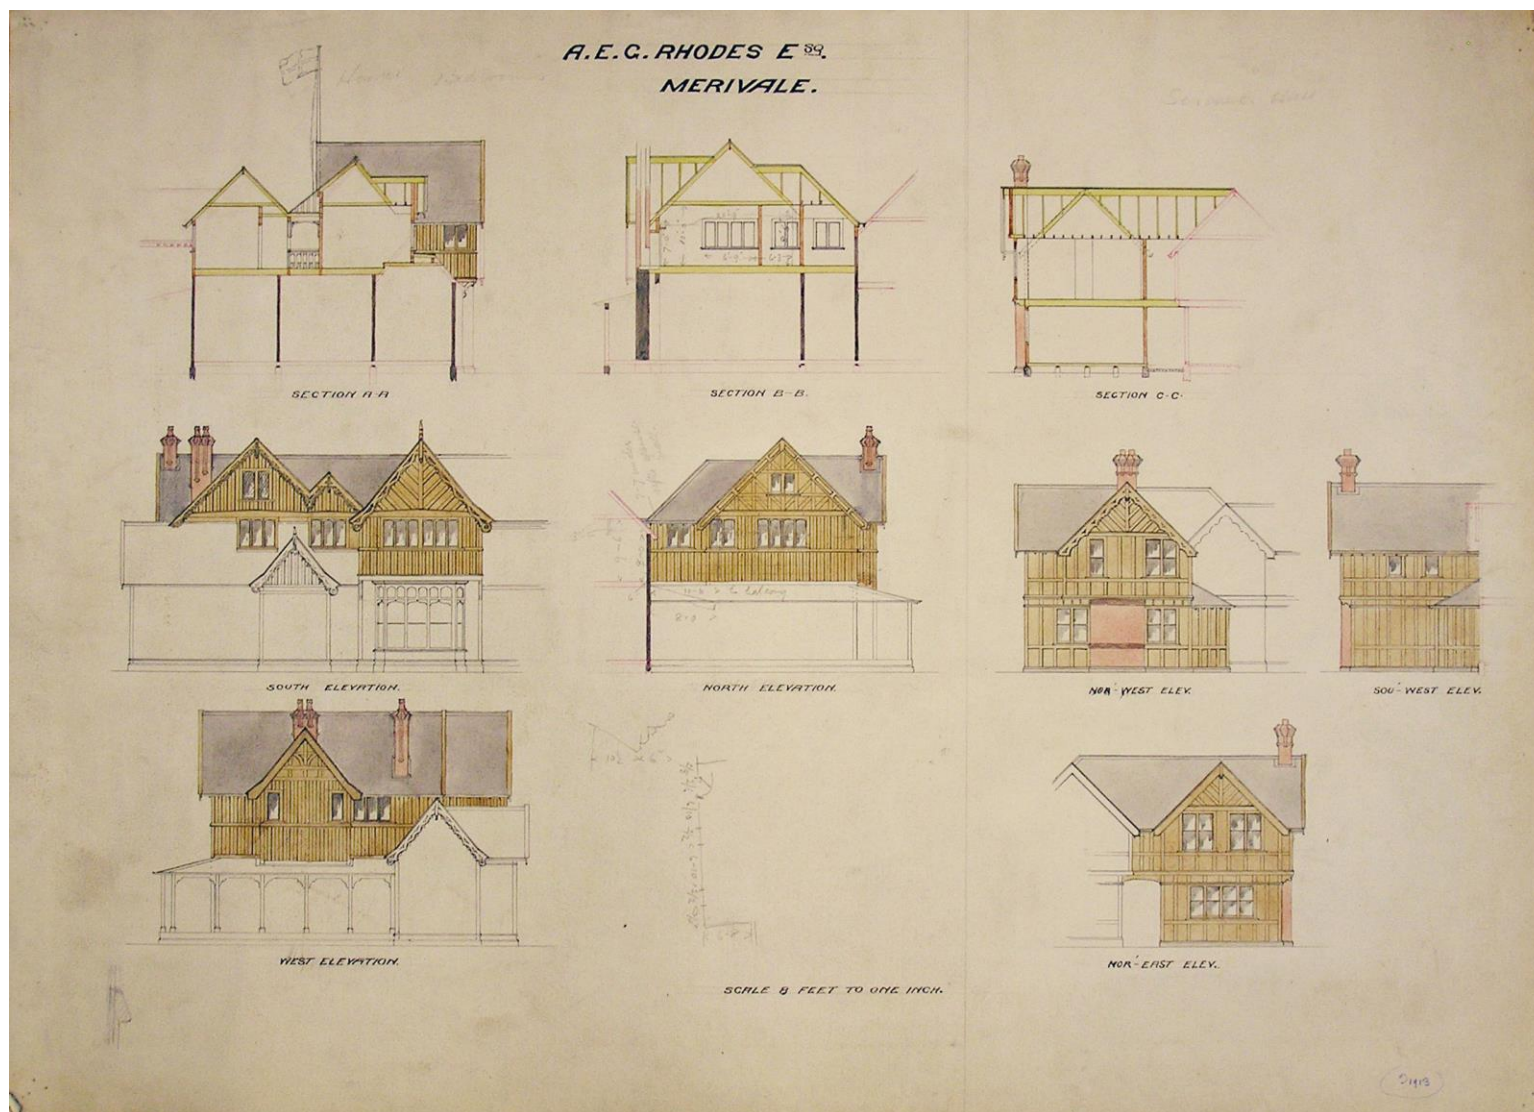 A.E.G. RHODES Esq.
MERIVALE.
SECTION A-A
SECTION B-B.
SECTION C-C.
SOUTH ELEVATION.
NORTH ELEVATION.
NOR'-WEST ELEV.
SOU'-WEST ELEV.
WEST ELEVATION.
NOR'-EAST ELEV.
SCALE 8 FEET TO ONE INCH.